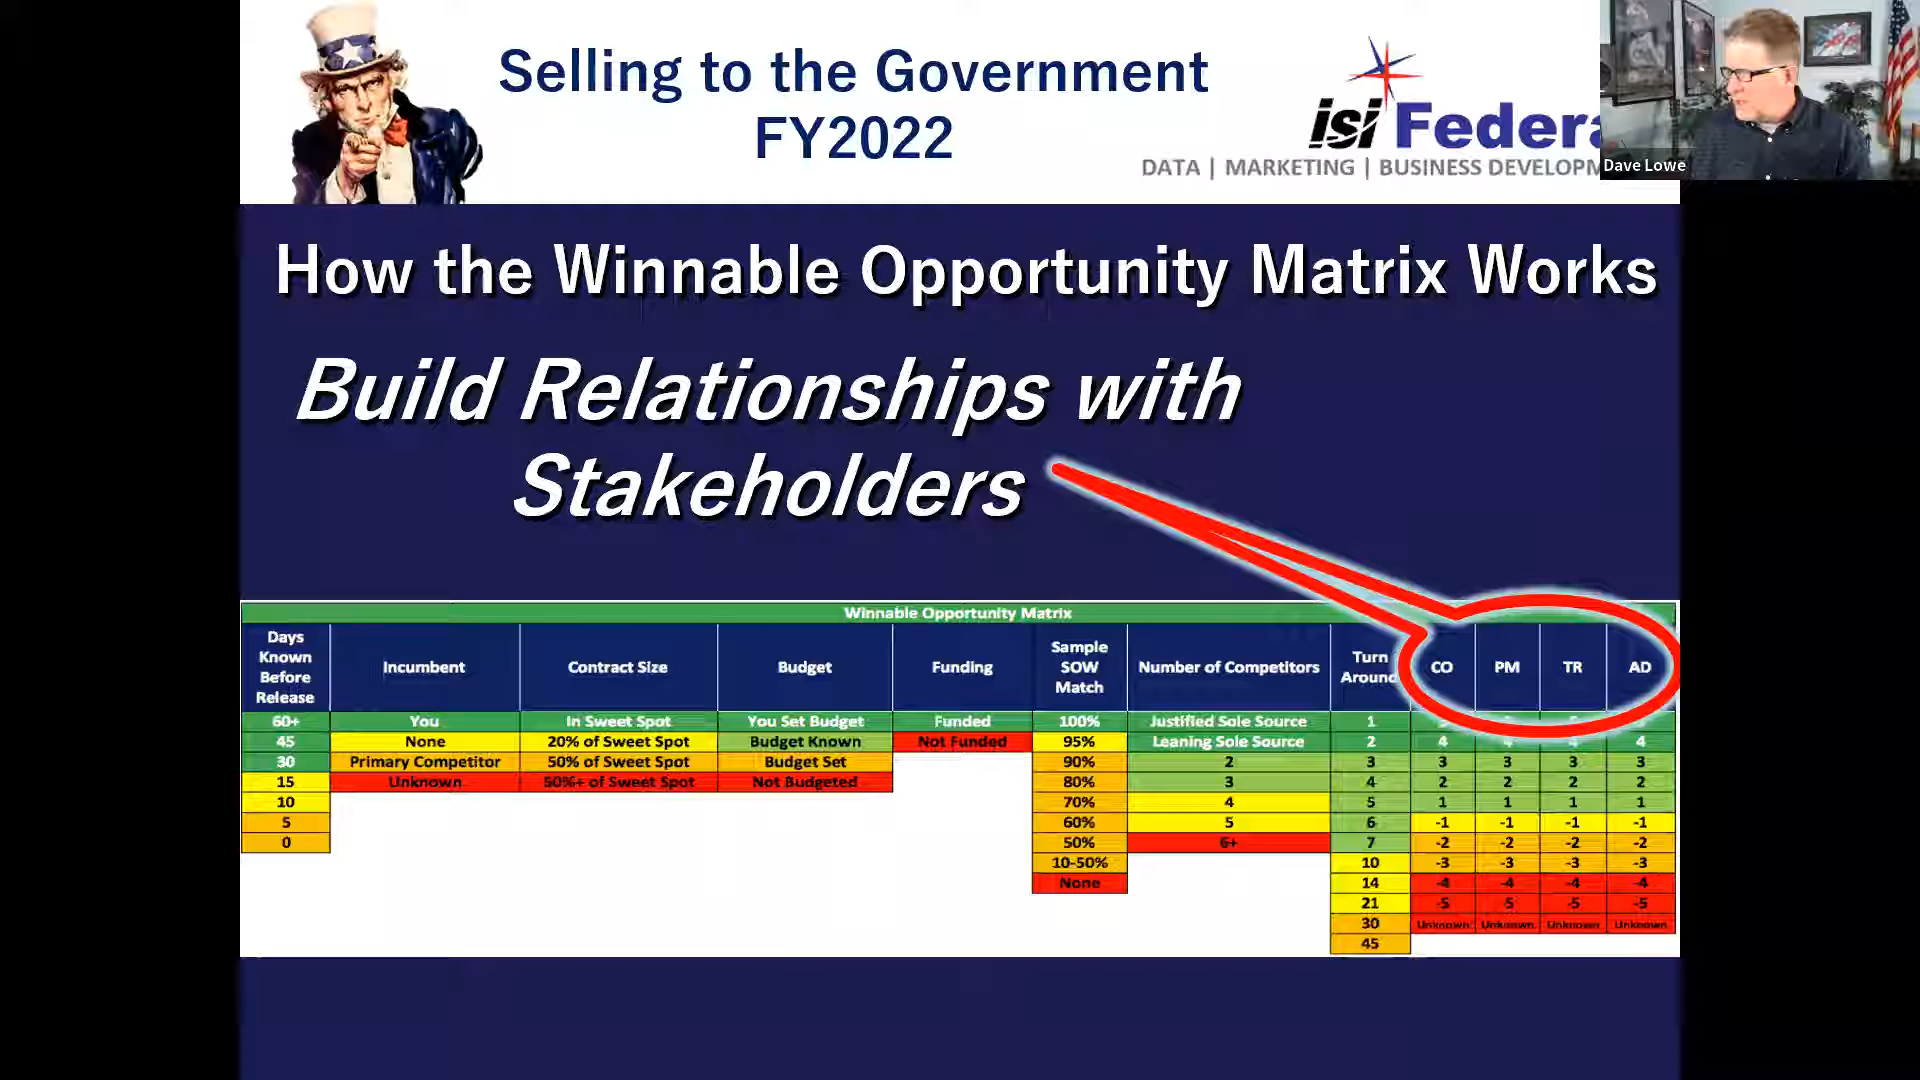 Selling to the Government
FY2022
isi Federa
DATA | MARKETING | BUSINESS DEVELOPM
Dave Lowe
How the Winnable Opportunity Matrix Works
Build Relationships with
Stakeholders
Winnable Opportunity Matrix
Days Known Before Release Incumbent Contract Size Budget Funding Sample SOW Match Number of Competitors Turn Around CO PM TR AD
60+ You In Sweet Spot You Set Budget Funded 100% Justified Sole Source 1
45 None 20% of Sweet Spot Budget Known Not Funded 95% Leaning Sole Source 2 4 4 4 4
30 Primary Competitor 50% of Sweet Spot Budget Set 90% 2 3 3 3 3 3
15 Unknown 50%+ of Sweet Spot Not Budgeted 80% 3 4 2 2 2 2
10 70% 4 5 1 1 1 1
5 60% 5 6 -1 -1 -1 -1
0 50% 6+ 7 -2 -2 -2 -2
10-50% 10 -3 -3 -3 -3
None 14 -4 -4 -4 -4
21 -5 -5 -5 -5
30 Unknown Unknown Unknown Unknown
45